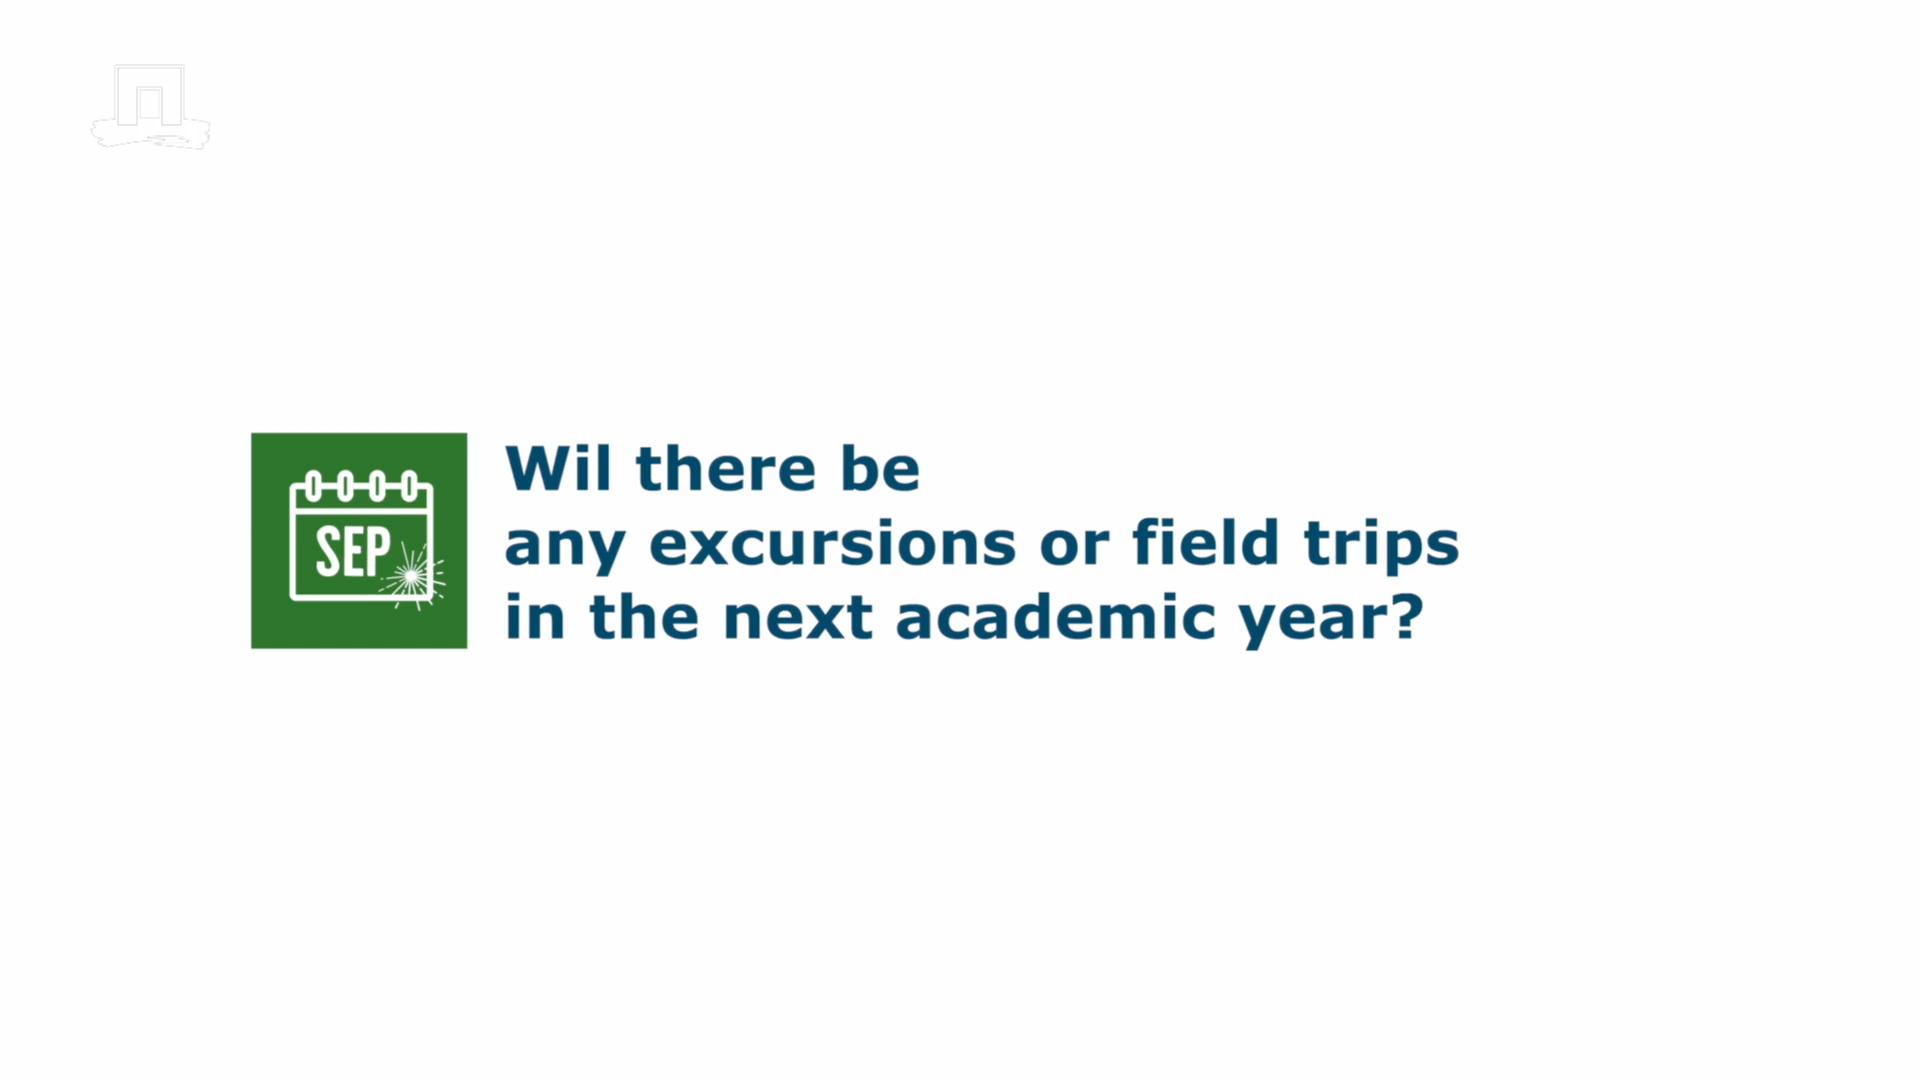 SEP
Wil there be
any excursions or field trips
in the next academic year?